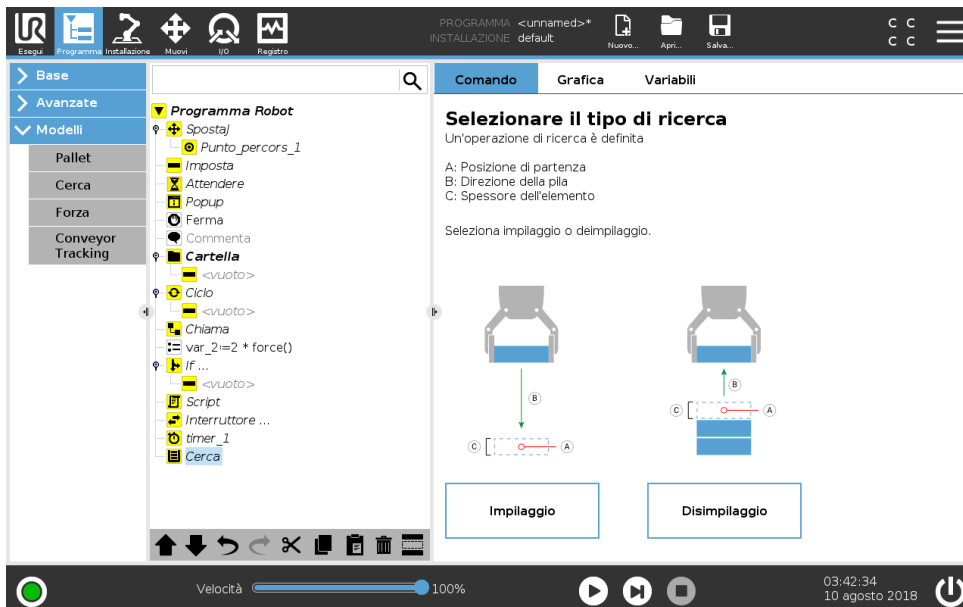 PROGRAMMA <unnamed>*
INSTALLAZIONE default
Esegui
Programma
Installazione
Muovi
I/O
Registro
Nuovo...
Apri...
Salva...
C C
C C
Base
Avanzate
Modelli
Pallet
Cerca
Forza
Conveyor
Tracking
Programma Robot
SpostaJ
Punto_percors_1
Imposta
Attendere
Popup
Ferma
Commenta
Cartella
<vuoto>
Ciclo
<vuoto>
Chiama
var_2:=2 * force()
If ...
<vuoto>
Script
Interruttore ...
timer_1
Cerca
Comando
Grafica
Variabili
Selezionare il tipo di ricerca
Un'operazione di ricerca è definita
A: Posizione di partenza
B: Direzione della pila
C: Spessore dell'elemento
Seleziona impilaggio o deimpilaggio.
B
C
A
B
C
A
Impilaggio
Disimpilaggio
Velocità
100%
03:42:34
10 agosto 2018